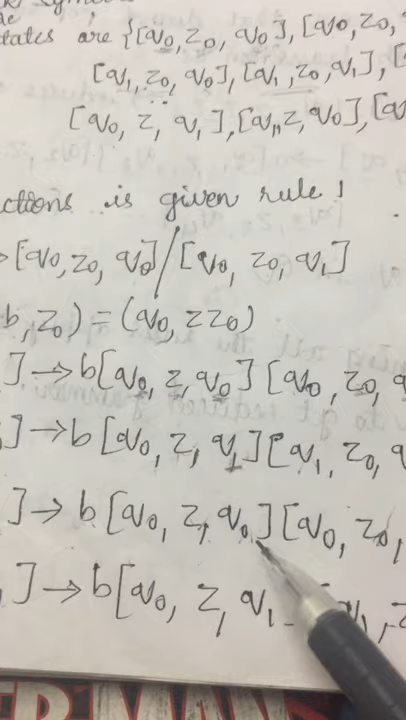 tates are {[q0, z0, q0], [q0, z0,
[q1, z0, q0], [q1, z0, q1], [
[q0, z, q1], [q1, z, q0], [q
ctions is given rule 1
> [q0, z0, q0] / [q0, z0, q1]
b, z0) = (q0, zz0)
] → b[q0, z, q0] [q0, z0, q
] → b [q0, z, q1] [q1, z0, q
] → b [q0, z, q0] [q0, z0,
] → b[q0, z, q1